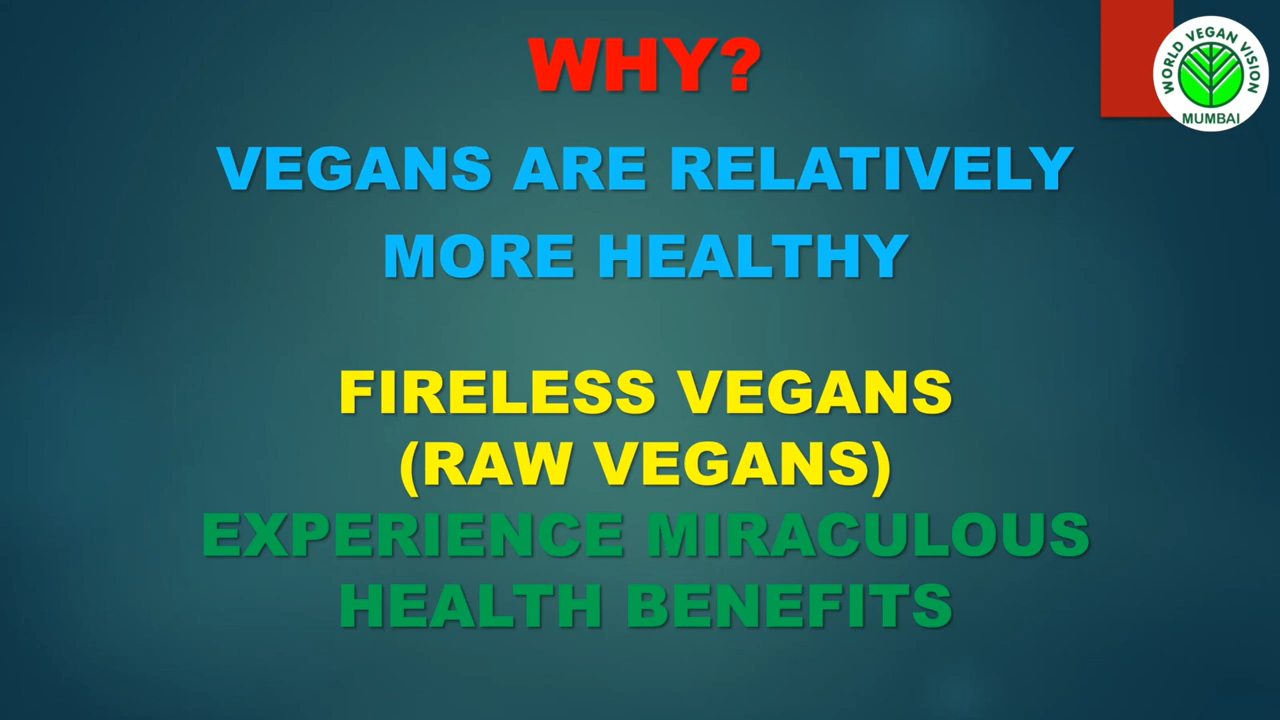 WHY?
WORLD VEGAN VISION
MUMBAI
VEGANS ARE RELATIVELY
MORE HEALTHY
FIRELESS VEGANS
(RAW VEGANS)
EXPERIENCE MIRACULOUS
HEALTH BENEFITS